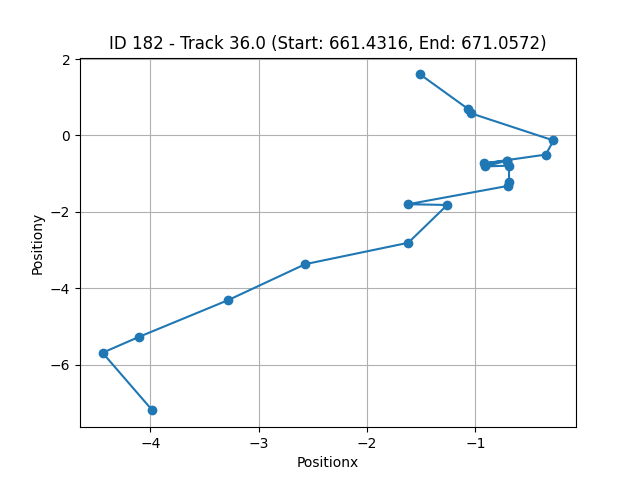 ID 182 - Track 36.0 (Start: 661.4316, End: 671.0572)
2
0
−2
−4
−6
Positiony
−4 −3 −2 −1
Positionx